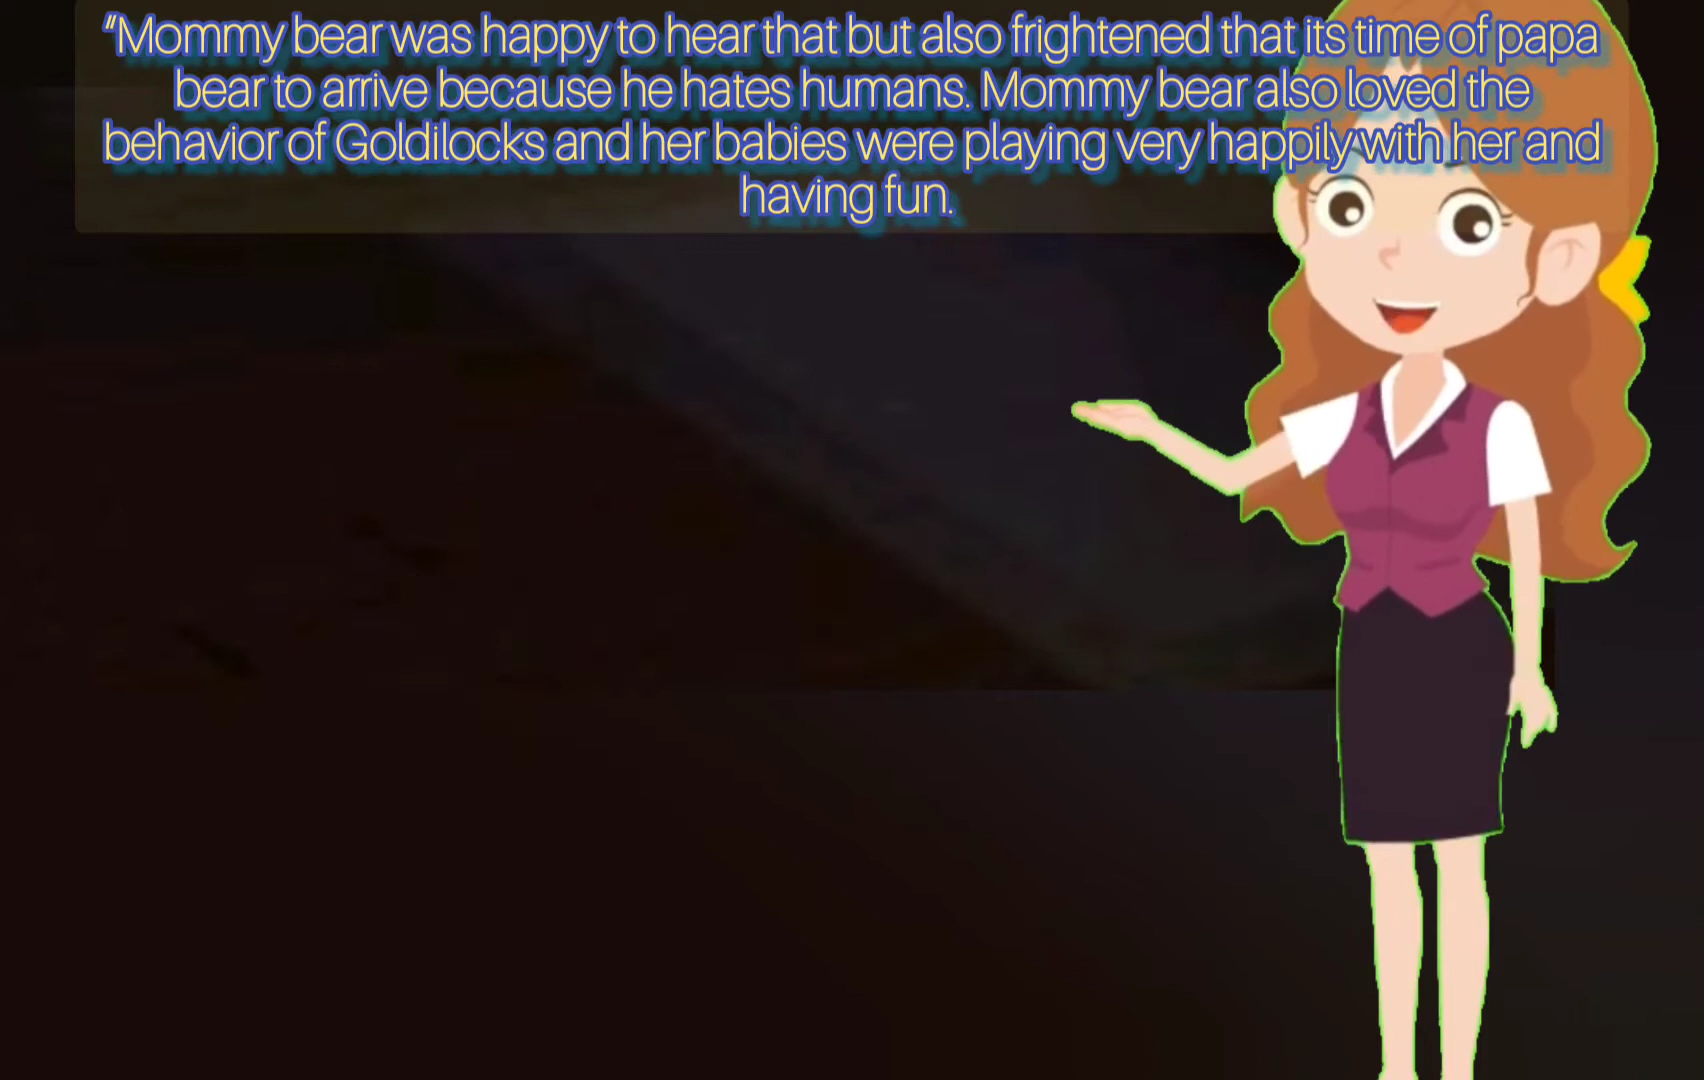 “Mommy bear was happy to hear that but also frightened that its time of papa
bear to arrive because he hates humans. Mommy bear also loved the
behavior of Goldilocks and her babies were playing very happily with her and
having fun.